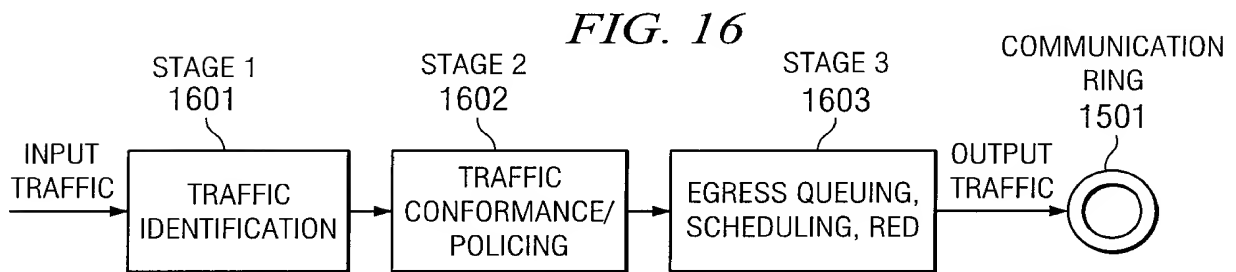 FIG. 16
STAGE 1
1601
STAGE 2
1602
STAGE 3
1603
COMMUNICATION
RING
1501
INPUT
TRAFFIC
TRAFFIC
IDENTIFICATION
TRAFFIC
CONFORMANCE/
POLICING
EGRESS QUEUING,
SCHEDULING, RED
OUTPUT
TRAFFIC